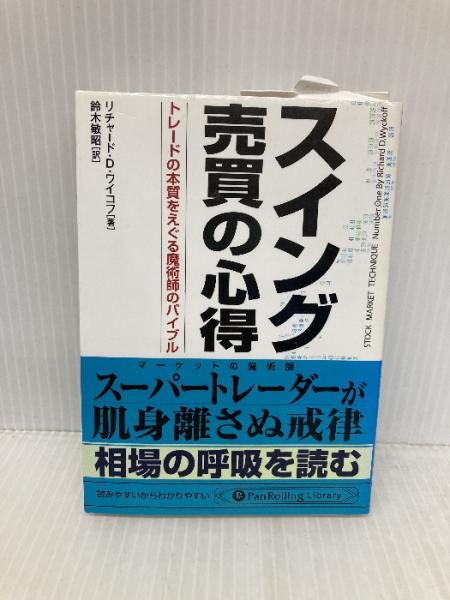 スイング
売買の心得
トレードの本質をえぐる魔術師のバイブル
リチャード・D・ワイコフ[著]
鈴木敏昭[訳]
STOCK MARKET TECHNIQUE Number One By Richard D.Wyckoff
マーケットの魔術師
スーパートレーダーが
肌身離さぬ戒律
相場の呼吸を読む
読みやすいからわかりやすい
PanRolling Library